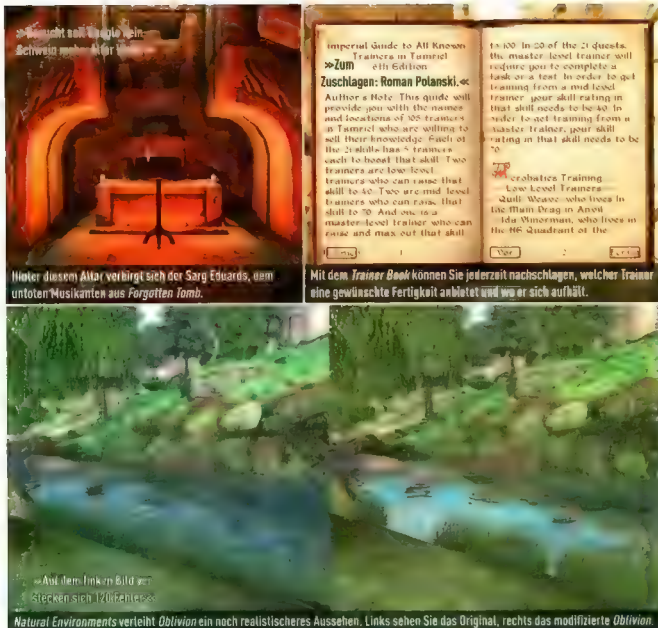 Schwein mehr Alter
Hinter diesem Altar verbirgt sich der Sarg Eduards, dem
untoten Musikanten aus Forgotten Tomb.
Imperial Guide to All Known
Trainers in Tamriel
»Zum
6th Edition
Zuschlagen: Roman Polanski.«
Author's Note: This guide will
provide you with the names
and locations of 105 trainers
in Tamriel who are willing to
sell their knowledge. Each of
the 21 skills has 5 trainers
each to boost that skill. Two
trainers are low level
trainers who can raise that
skill to 40. Two are mid level
trainers who can raise that
skill to 70. And one is a
master level trainer who can
raise and max out that skill
to 100. In 20 of the 21 quests,
the master level trainer will
require you to complete a
task or a test. In order to get
training from a mid level
trainer, your skill rating in
that skill needs to be 40. In
order to get training from a
master trainer, your skill
rating in that skill needs to be
70.
crobatics Training
Low Level Trainers
Quill Weave, who lives in
the Main Drag in Anvil
Ida Vinorman, who lives in
the NE Quadrant of the
1
Vor
2
Mit dem Trainer Book können Sie jederzeit nachschlagen, welcher Trainer
eine gewünschte Fertigkeit anbietet und wo er sich aufhält.
»Auf dem linken Bild ver-
stecken sich 120 Fehler.«
Natural Environments verleiht Oblivion ein noch realistischeres Aussehen. Links sehen Sie das Original, rechts das modifizierte Oblivion.